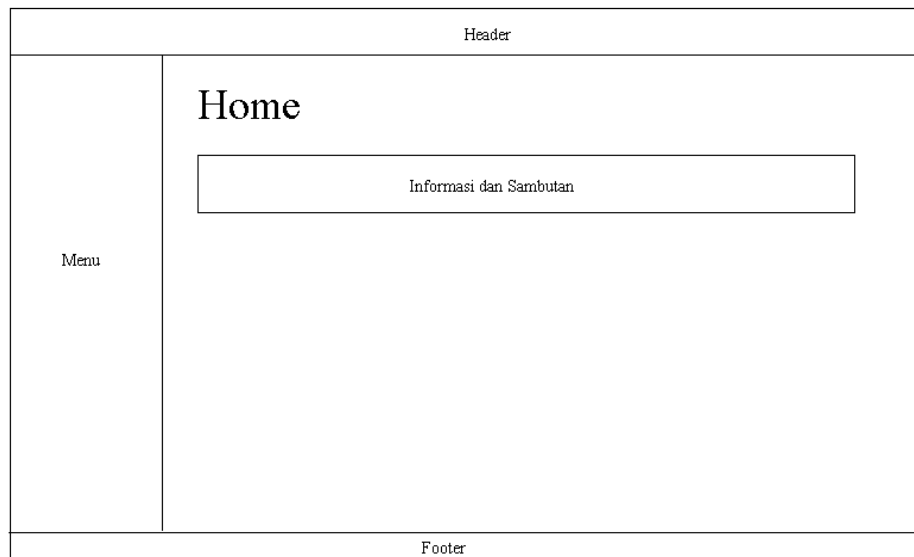 Header
Home
Informasi dan Sambutan
Menu
Footer